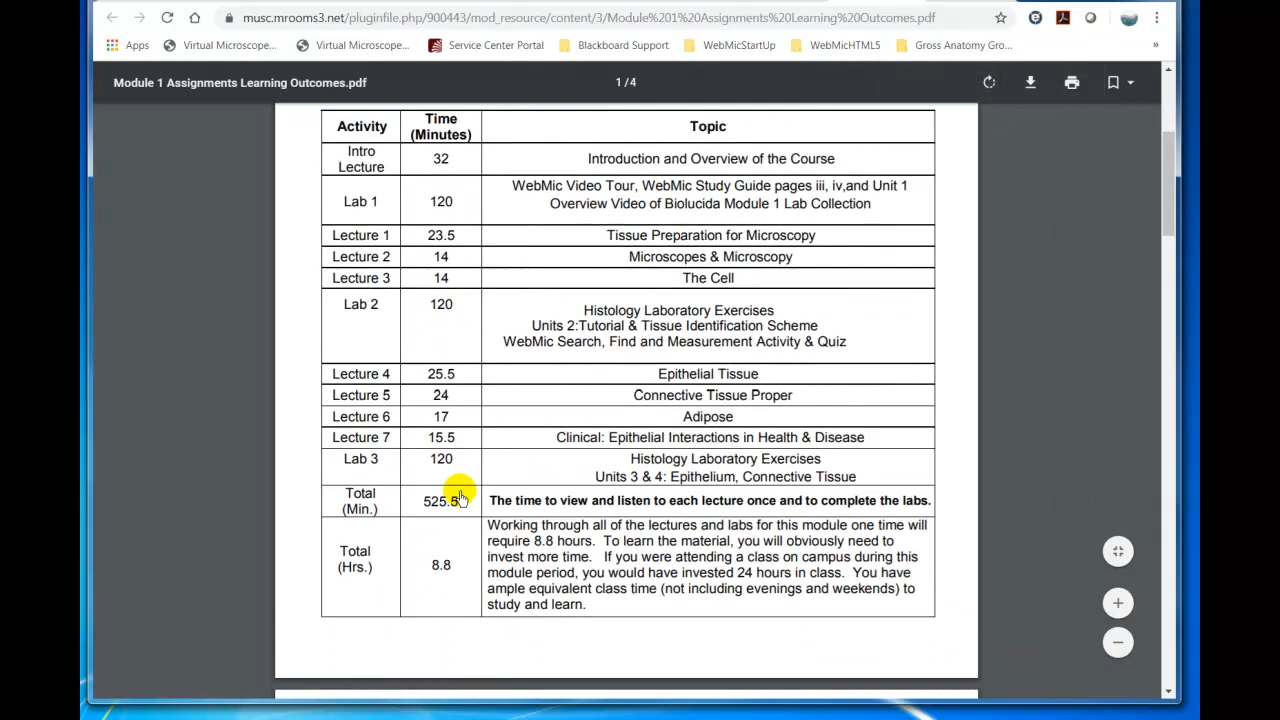 musc.mrooms3.net/pluginfile.php/900443/mod_resource/content/3/Module%201%20Assignments%20Learning%20Outcomes.pdf
Apps Virtual Microscope... Virtual Microscope... Service Center Portal Blackboard Support WebMicStartUp WebMicHTML5 Gross Anatomy Gro... »
Module 1 Assignments Learning Outcomes.pdf 1 / 4
Activity Time (Minutes) Topic
Intro Lecture 32 Introduction and Overview of the Course
Lab 1 120 WebMic Video Tour, WebMic Study Guide pages iii, iv,and Unit 1
Overview Video of Biolucida Module 1 Lab Collection
Lecture 1 23.5 Tissue Preparation for Microscopy
Lecture 2 14 Microscopes & Microscopy
Lecture 3 14 The Cell
Lab 2 120 Histology Laboratory Exercises
Units 2:Tutorial & Tissue Identification Scheme
WebMic Search, Find and Measurement Activity & Quiz
Lecture 4 25.5 Epithelial Tissue
Lecture 5 24 Connective Tissue Proper
Lecture 6 17 Adipose
Lecture 7 15.5 Clinical: Epithelial Interactions in Health & Disease
Lab 3 120 Histology Laboratory Exercises
Units 3 & 4: Epithelium, Connective Tissue
Total (Min.) 525.5 The time to view and listen to each lecture once and to complete the labs.
Total (Hrs.) 8.8 Working through all of the lectures and labs for this module one time will
require 8.8 hours. To learn the material, you will obviously need to
invest more time. If you were attending a class on campus during this
module period, you would have invested 24 hours in class. You have
ample equivalent class time (not including evenings and weekends) to
study and learn.